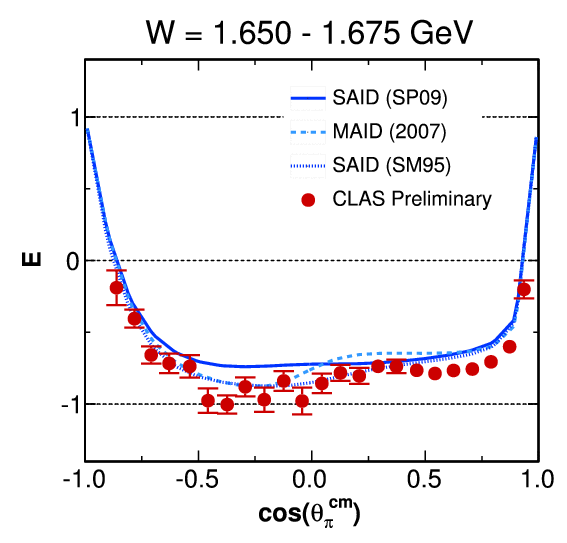 W = 1.650 - 1.675 GeV
SAID (SP09)
MAID (2007)
SAID (SM95)
CLAS Preliminary
1
0
-1
E
-1.0 -0.5 0.0 0.5 1.0
cos(θπcm)